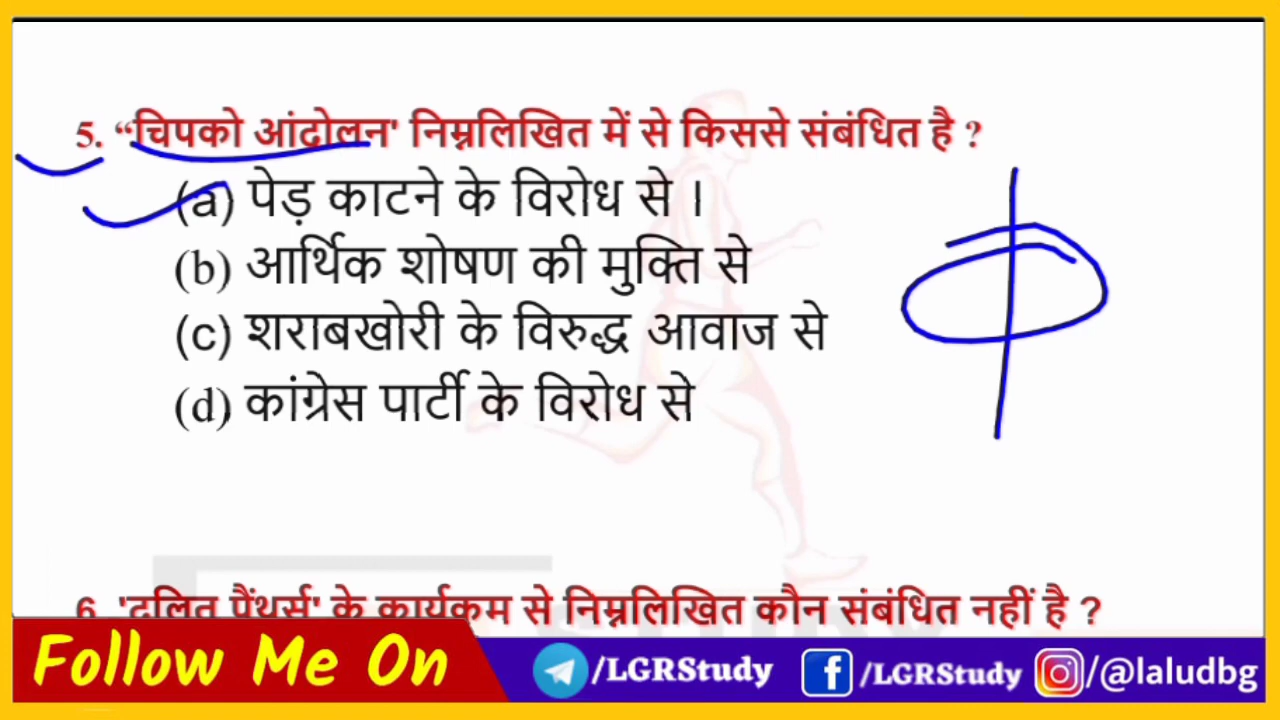 5. “चिपको आंदोलन' निम्नलिखित में से किससे संबंधित है ?
(a) पेड़ काटने के विरोध से ।
(b) आर्थिक शोषण की मुक्ति से
(c) शराबखोरी के विरुद्ध आवाज से
(d) कांग्रेस पार्टी के विरोध से
6. 'दलित पैंथर्स' के कार्यक्रम से निम्नलिखित कौन संबंधित नहीं है ?
Follow Me On /LGRStudy /LGRStudy /@laludbg